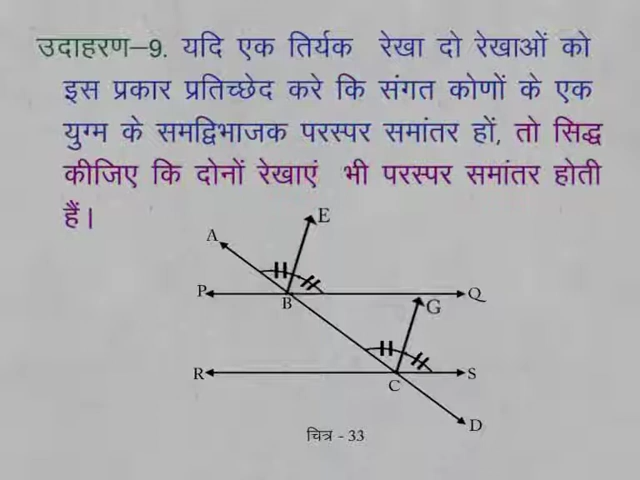 उदाहरण–9. यदि एक तिर्यक रेखा दो रेखाओं को
इस प्रकार प्रतिच्छेद करे कि संगत कोणों के एक
युग्म के समद्विभाजक परस्पर समांतर हों, तो सिद्ध
कीजिए कि दोनों रेखाएं भी परस्पर समांतर होती
हैं।
E
A
P
B
Q
G
R
C
S
D
चित्र - 33